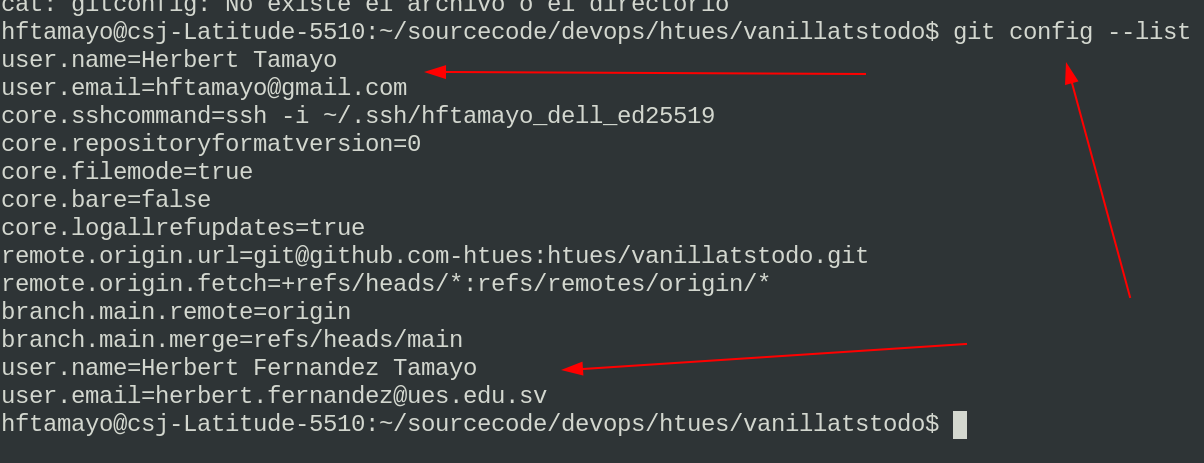 cat: gitconfig: No existe el archivo o el directorio
hftamayo@csj-Latitude-5510:~/sourcecode/devops/htues/vanillatstodo$ git config --list
user.name=Herbert Tamayo
user.email=hftamayo@gmail.com
core.sshcommand=ssh -i ~/.ssh/hftamayo_dell_ed25519
core.repositoryformatversion=0
core.filemode=true
core.bare=false
core.logallrefupdates=true
remote.origin.url=git@github.com-htues:htues/vanillatstodo.git
remote.origin.fetch=+refs/heads/*:refs/remotes/origin/*
branch.main.remote=origin
branch.main.merge=refs/heads/main
user.name=Herbert Fernandez Tamayo
user.email=herbert.fernandez@ues.edu.sv
hftamayo@csj-Latitude-5510:~/sourcecode/devops/htues/vanillatstodo$